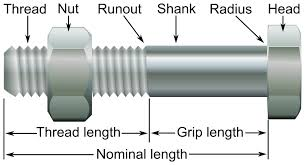 Thread Nut Runout Shank Radius Head
Thread length Grip length
Nominal length